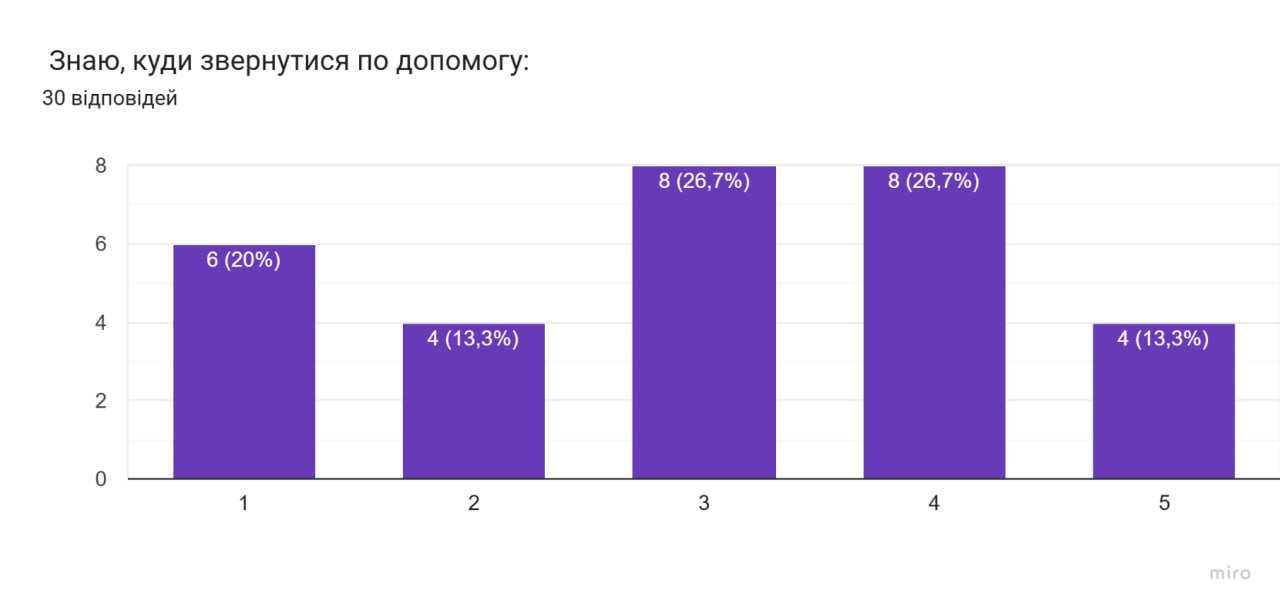 Знаю, куди звернутися по допомогу:
30 відповідей
8
6
4
2
0
6 (20%)
4 (13,3%)
8 (26,7%)
8 (26,7%)
4 (13,3%)
1 2 3 4 5
miro